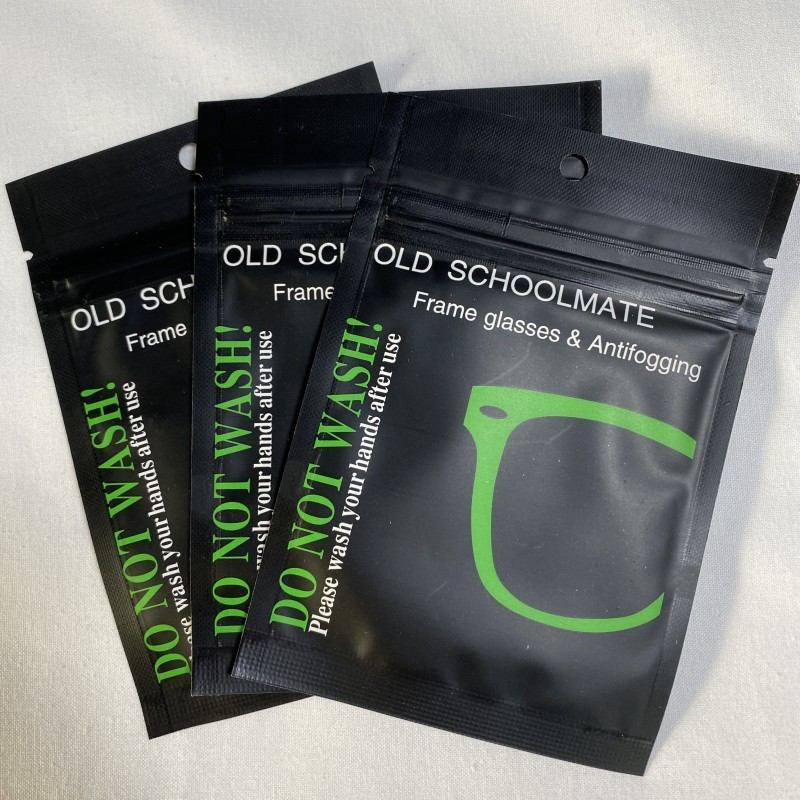 OLD SCH
Frame
DO NOT WASH!
ase wash your hands after use
OLD SCH
Frame
DO NOT WASH!
wash your hands after use
OLD SCHOOLMATE
Frame glasses & Antifogging
DO NOT WASH!
Please wash your hands after use